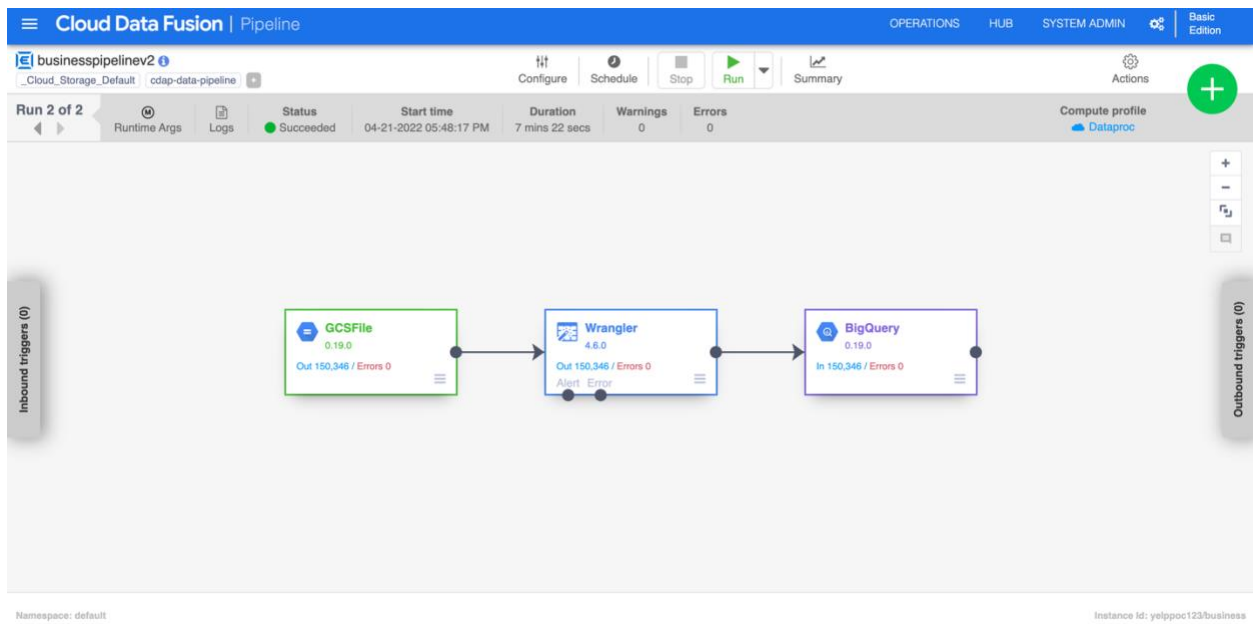 Cloud Data Fusion | Pipeline
OPERATIONS
HUB
SYSTEM ADMIN
Basic
Edition
businesspipelinev2
_Cloud_Storage_Default
cdap-data-pipeline
Configure
Schedule
Stop
Run
Summary
Actions
Run 2 of 2
Runtime Args
Logs
Status
Succeeded
Start time
04-21-2022 05:48:17 PM
Duration
7 mins 22 secs
Warnings
0
Errors
0
Compute profile
Dataproc
Inbound triggers (0)
GCSFile
0.19.0
Out 150,346 / Errors 0
Wrangler
4.6.0
Out 150,346 / Errors 0
Alert Error
BigQuery
0.19.0
In 150,346 / Errors 0
Outbound triggers (0)
Namespace: default
Instance Id: yelppoc123/business